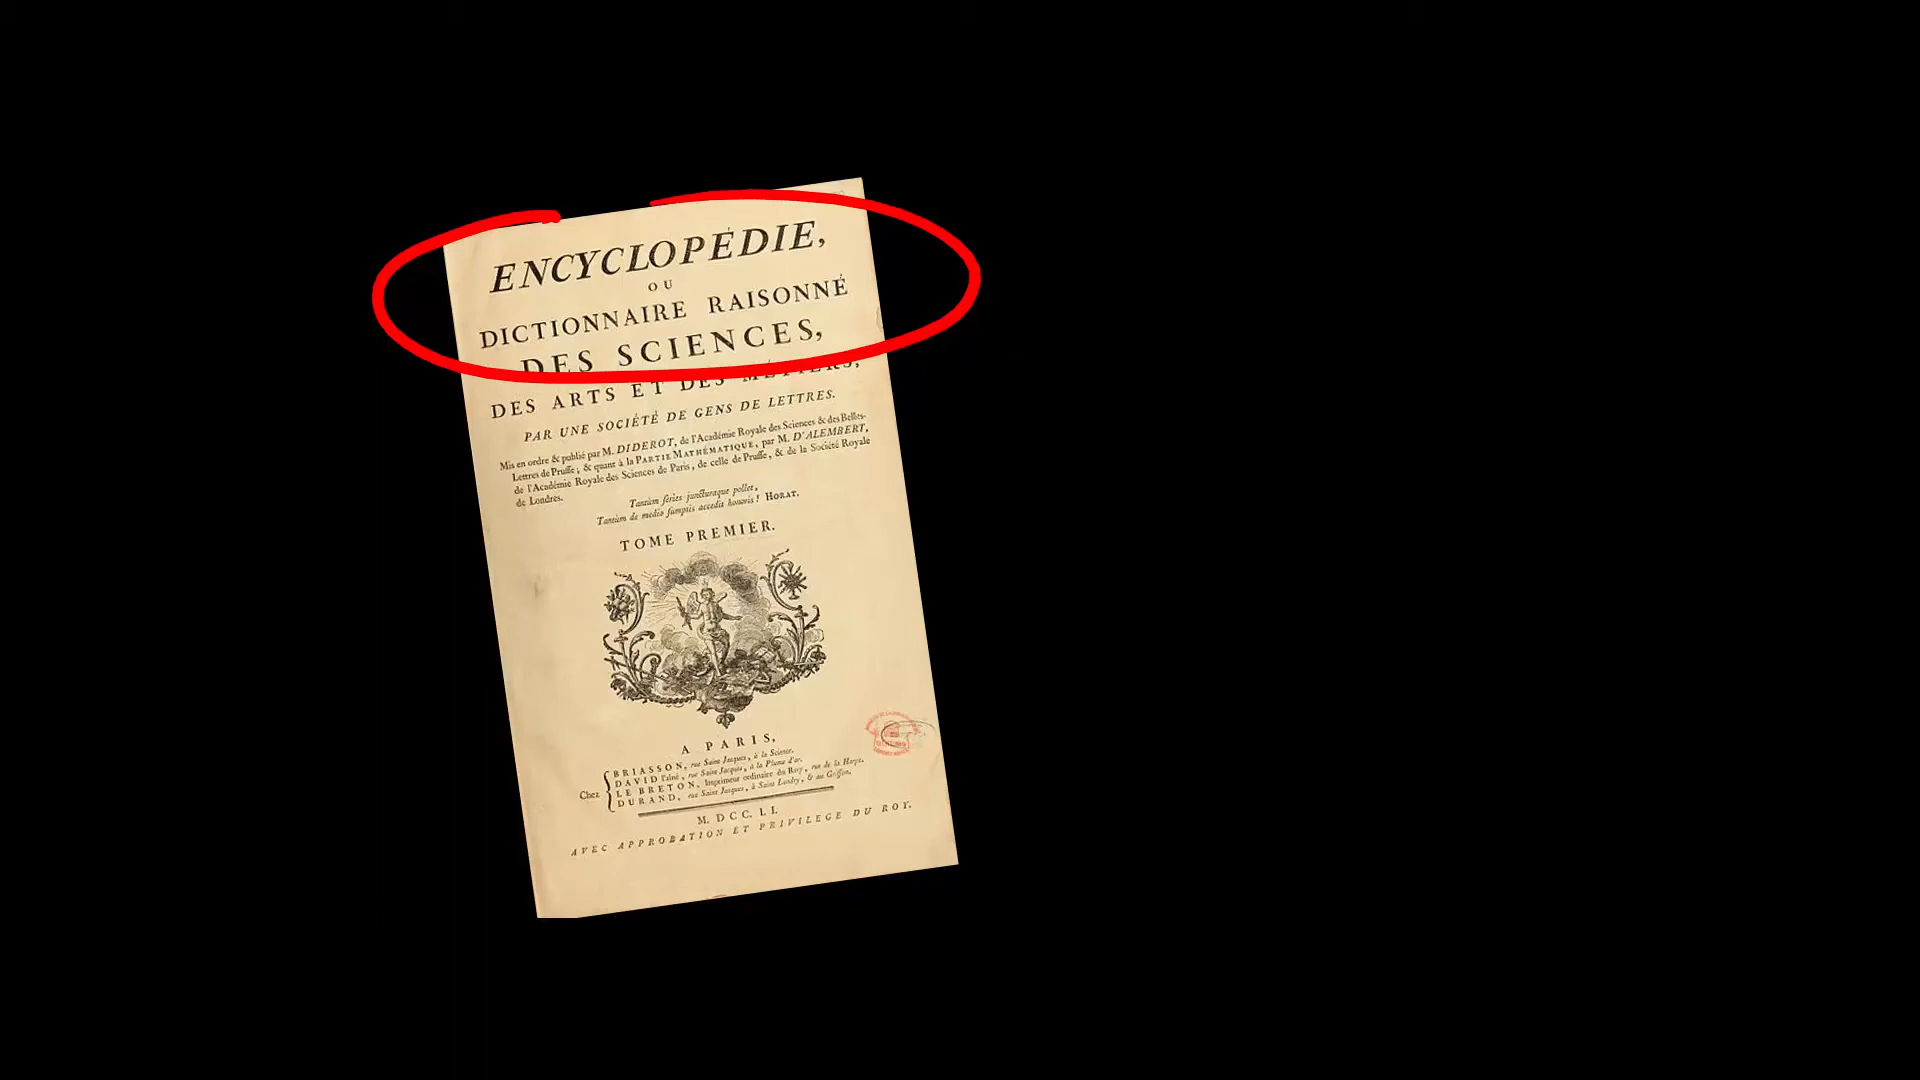 ENCYCLOPÉDIE,
OU
DICTIONNAIRE RAISONNÉ
DES SCIENCES,
DES ARTS ET DES MÉTIERS,
PAR UNE SOCIÉTÉ DE GENS DE LETTRES.
Mis en ordre & publié par M. DIDEROT, de l'Académie Royale des Sciences & des Belles-
Lettres de Prusse; & quant à la PARTIE MATHÉMATIQUE, par M. D'ALEMBERT,
de l'Académie Royale des Sciences de Paris, de celle de Prusse, & de la Société Royale
de Londres.
Tantùm series juncturaque pollet,
Tantùm de medio sumptis accedit honoris! HORAT.
TOME PREMIER.
A PARIS,
Chez
BRIASSON, rue Saint Jacques, à la Science.
DAVID l'aîné, rue Saint Jacques, à la Plume d'or.
LE BRETON, Imprimeur ordinaire du Roy, rue de la Harpe.
DURAND, rue Saint Jacques, à Saint Landry, & au Griffon.
M. DCC. LI.
AVEC APPROBATION ET PRIVILEGE DU ROY.